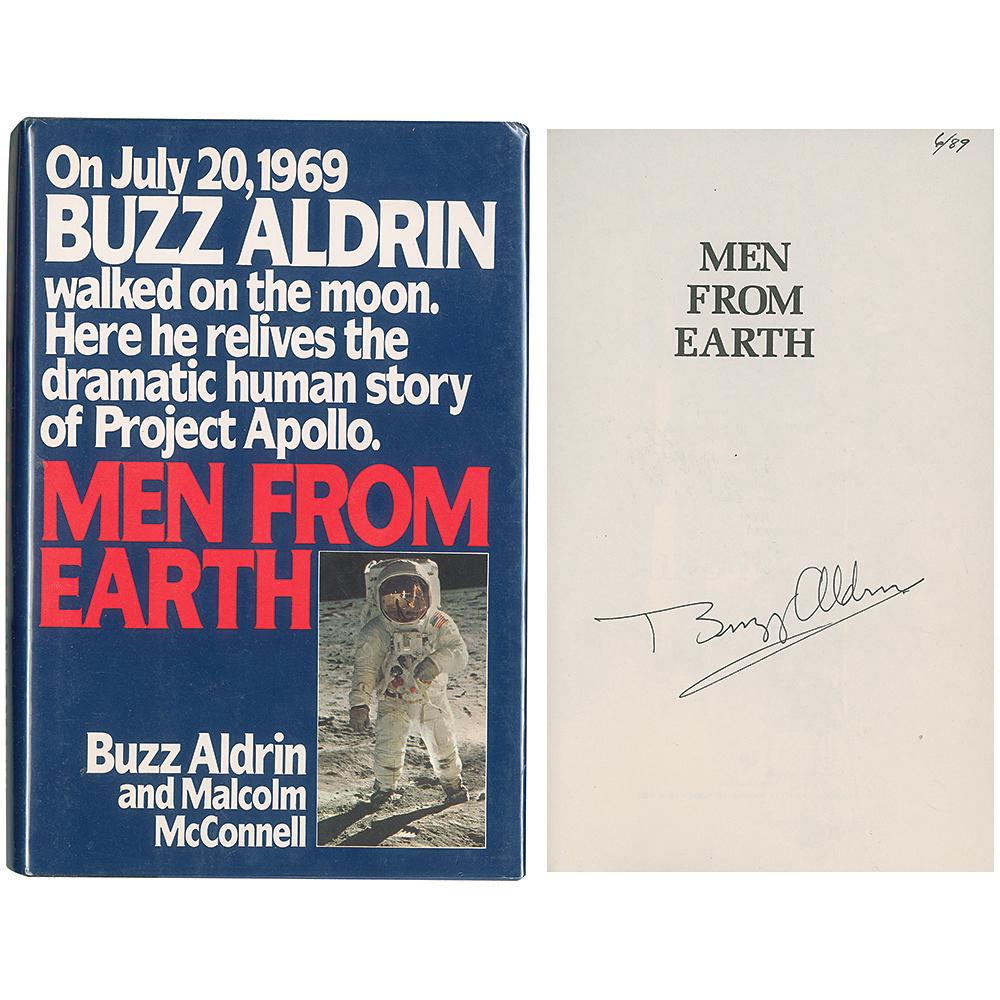 On July 20, 1969
BUZZ ALDRIN
walked on the moon.
Here he relives the
dramatic human story
of Project Apollo.
MEN FROM
EARTH
Buzz Aldrin
and Malcolm
McConnell
6/89
MEN
FROM
EARTH
Buzz Aldrin